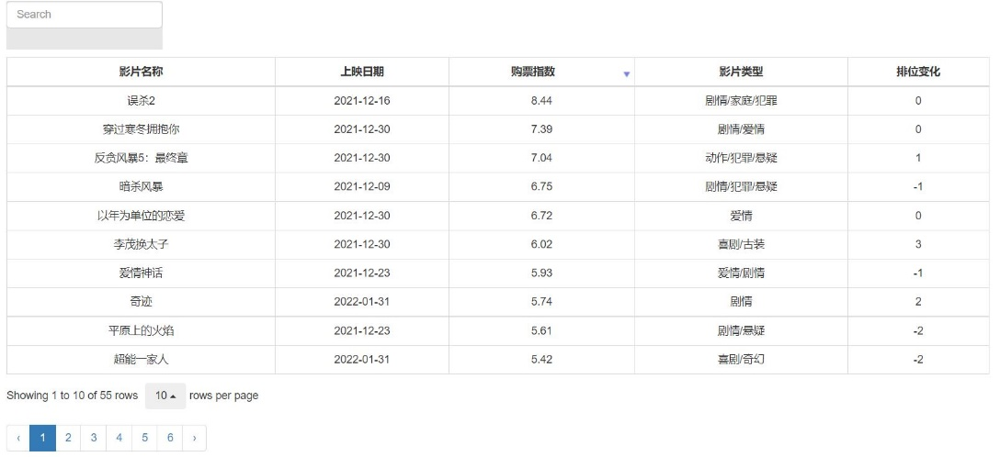 Search
影片名称 上映日期 购票指数 影片类型 排位变化
误杀2 2021-12-16 8.44 剧情/家庭/犯罪 0
穿过寒冬拥抱你 2021-12-30 7.39 剧情/爱情 0
反贪风暴5：最终章 2021-12-30 7.04 动作/犯罪/悬疑 1
暗杀风暴 2021-12-09 6.75 剧情/犯罪/悬疑 -1
以年为单位的恋爱 2021-12-30 6.72 爱情 0
李茂换太子 2021-12-30 6.02 喜剧/古装 3
爱情神话 2021-12-23 5.93 爱情/剧情 -1
奇迹 2022-01-31 5.74 剧情 2
平原上的火焰 2021-12-23 5.61 剧情/悬疑 -2
超能一家人 2022-01-31 5.42 喜剧/奇幻 -2
Showing 1 to 10 of 55 rows 10 rows per page
‹ 1 2 3 4 5 6 ›